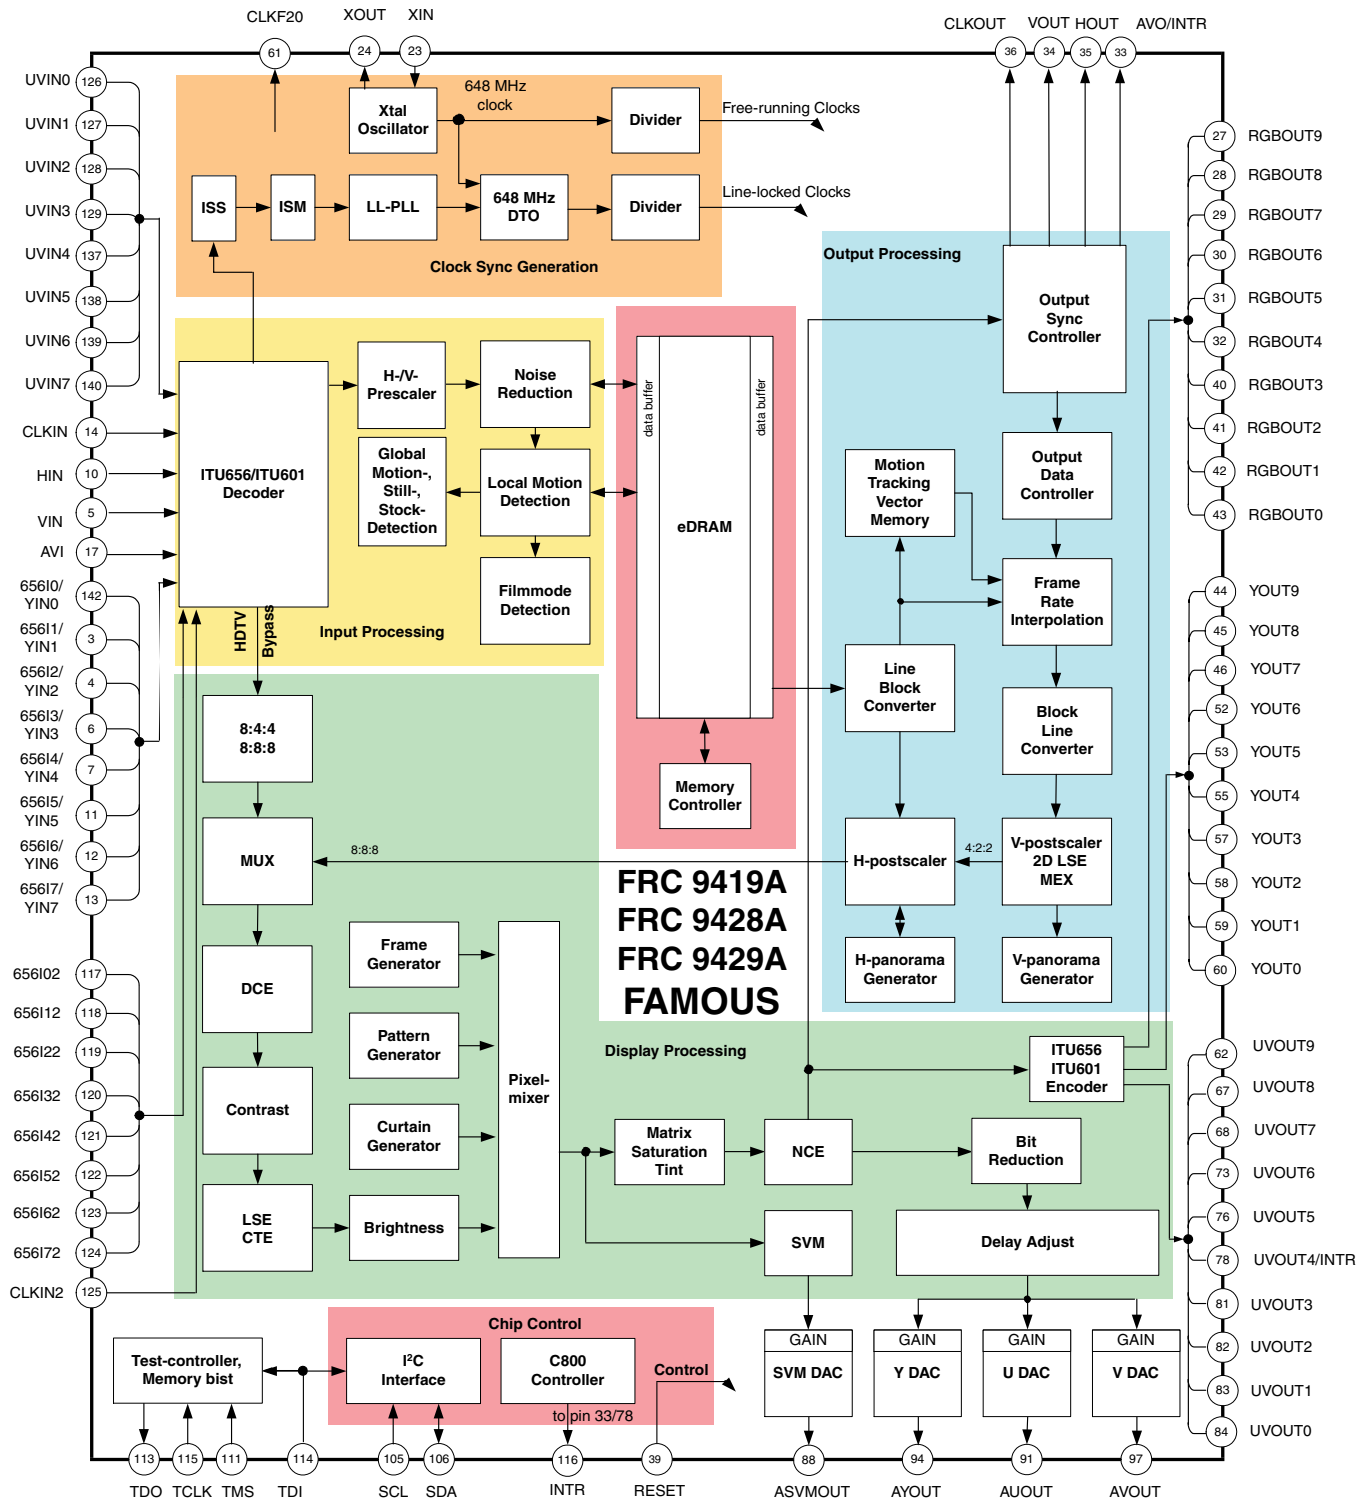 CLKF20
XOUT
XIN
CLKOUT
VOUT
HOUT
AVO/INTR
61
24
23
36
34
35
33
UVIN0
126
UVIN1
127
UVIN2
128
UVIN3
129
UVIN4
137
UVIN5
138
UVIN6
139
UVIN7
140
CLKIN
14
HIN
10
VIN
5
AVI
17
656I0/
YIN0
142
656I1/
YIN1
3
656I2/
YIN2
4
656I3/
YIN3
6
656I4/
YIN4
7
656I5/
YIN5
11
656I6/
YIN6
12
656I7/
YIN7
13
656I02
117
656I12
118
656I22
119
656I32
120
656I42
121
656I52
122
656I62
123
656I72
124
CLKIN2
125
648 MHz
clock
Xtal
Oscillator
Divider
Free-running Clocks
ISS
ISM
LL-PLL
648 MHz
DTO
Divider
Line-locked Clocks
Clock Sync Generation
ITU656/ITU601
Decoder
H-/V-
Prescaler
Noise
Reduction
Global
Motion-,
Still-,
Stock-
Detection
Local Motion
Detection
Filmmode
Detection
Input Processing
HDTV
Bypass
data buffer
eDRAM
data buffer
Memory
Controller
Output Processing
Output
Sync
Controller
Output
Data
Controller
Motion
Tracking
Vector
Memory
Frame
Rate
Interpolation
Line
Block
Converter
Block
Line
Converter
H-postscaler
4:2:2
V-postscaler
2D LSE
MEX
H-panorama
Generator
V-panorama
Generator
8:4:4
8:8:8
MUX
8:8:8
DCE
Contrast
LSE
CTE
Frame
Generator
Pattern
Generator
Curtain
Generator
Brightness
Pixel-
mixer
FRC 9419A
FRC 9428A
FRC 9429A
FAMOUS
Display Processing
ITU656
ITU601
Encoder
Matrix
Saturation
Tint
NCE
Bit
Reduction
SVM
Delay Adjust
GAIN
SVM DAC
GAIN
Y DAC
GAIN
U DAC
GAIN
V DAC
Chip Control
Test-controller,
Memory bist
I²C
Interface
C800
Controller
Control
to pin 33/78
113
115
111
114
105
106
116
39
88
94
91
97
TDO
TCLK
TMS
TDI
SCL
SDA
INTR
RESET
ASVMOUT
AYOUT
AUOUT
AVOUT
27
RGBOUT9
28
RGBOUT8
29
RGBOUT7
30
RGBOUT6
31
RGBOUT5
32
RGBOUT4
40
RGBOUT3
41
RGBOUT2
42
RGBOUT1
43
RGBOUT0
44
YOUT9
45
YOUT8
46
YOUT7
52
YOUT6
53
YOUT5
55
YOUT4
57
YOUT3
58
YOUT2
59
YOUT1
60
YOUT0
62
UVOUT9
67
UVOUT8
68
UVOUT7
73
UVOUT6
76
UVOUT5
78
UVOUT4/INTR
81
UVOUT3
82
UVOUT2
83
UVOUT1
84
UVOUT0